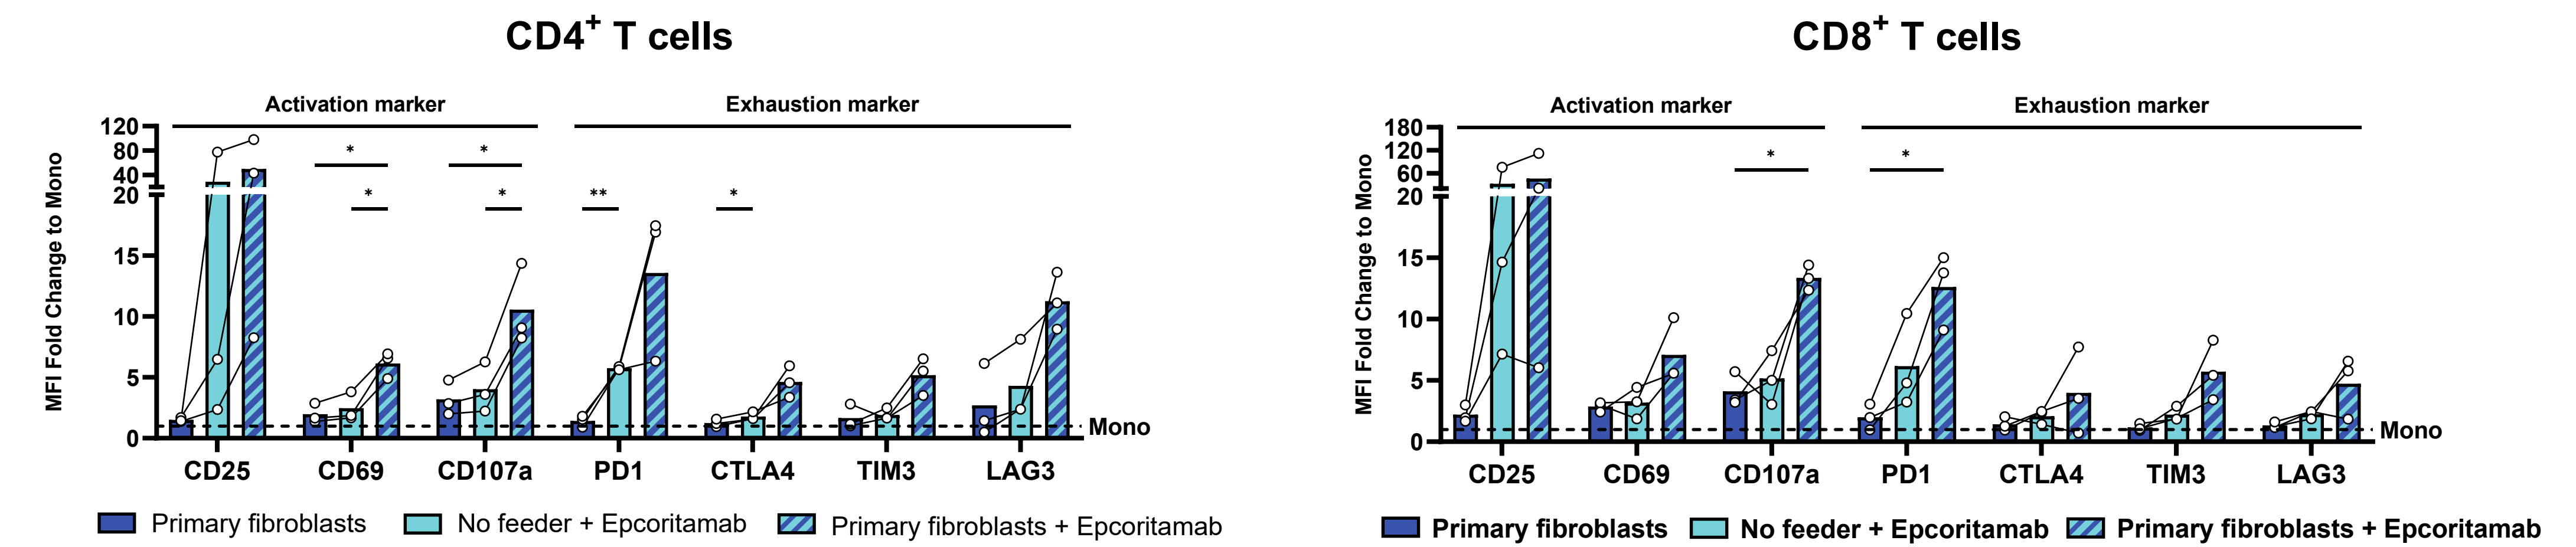 CD4+ T cells
Activation marker
Exhaustion marker
MFI Fold Change to Mono
120
80
40
20
15
10
5
0
*
*
*
*
**
*
Mono
CD25
CD69
CD107a
PD1
CTLA4
TIM3
LAG3
Primary fibroblasts
No feeder + Epcoritamab
Primary fibroblasts + Epcoritamab
CD8+ T cells
Activation marker
Exhaustion marker
MFI Fold Change to Mono
180
120
60
20
15
10
5
0
*
*
Mono
CD25
CD69
CD107a
PD1
CTLA4
TIM3
LAG3
Primary fibroblasts
No feeder + Epcoritamab
Primary fibroblasts + Epcoritamab